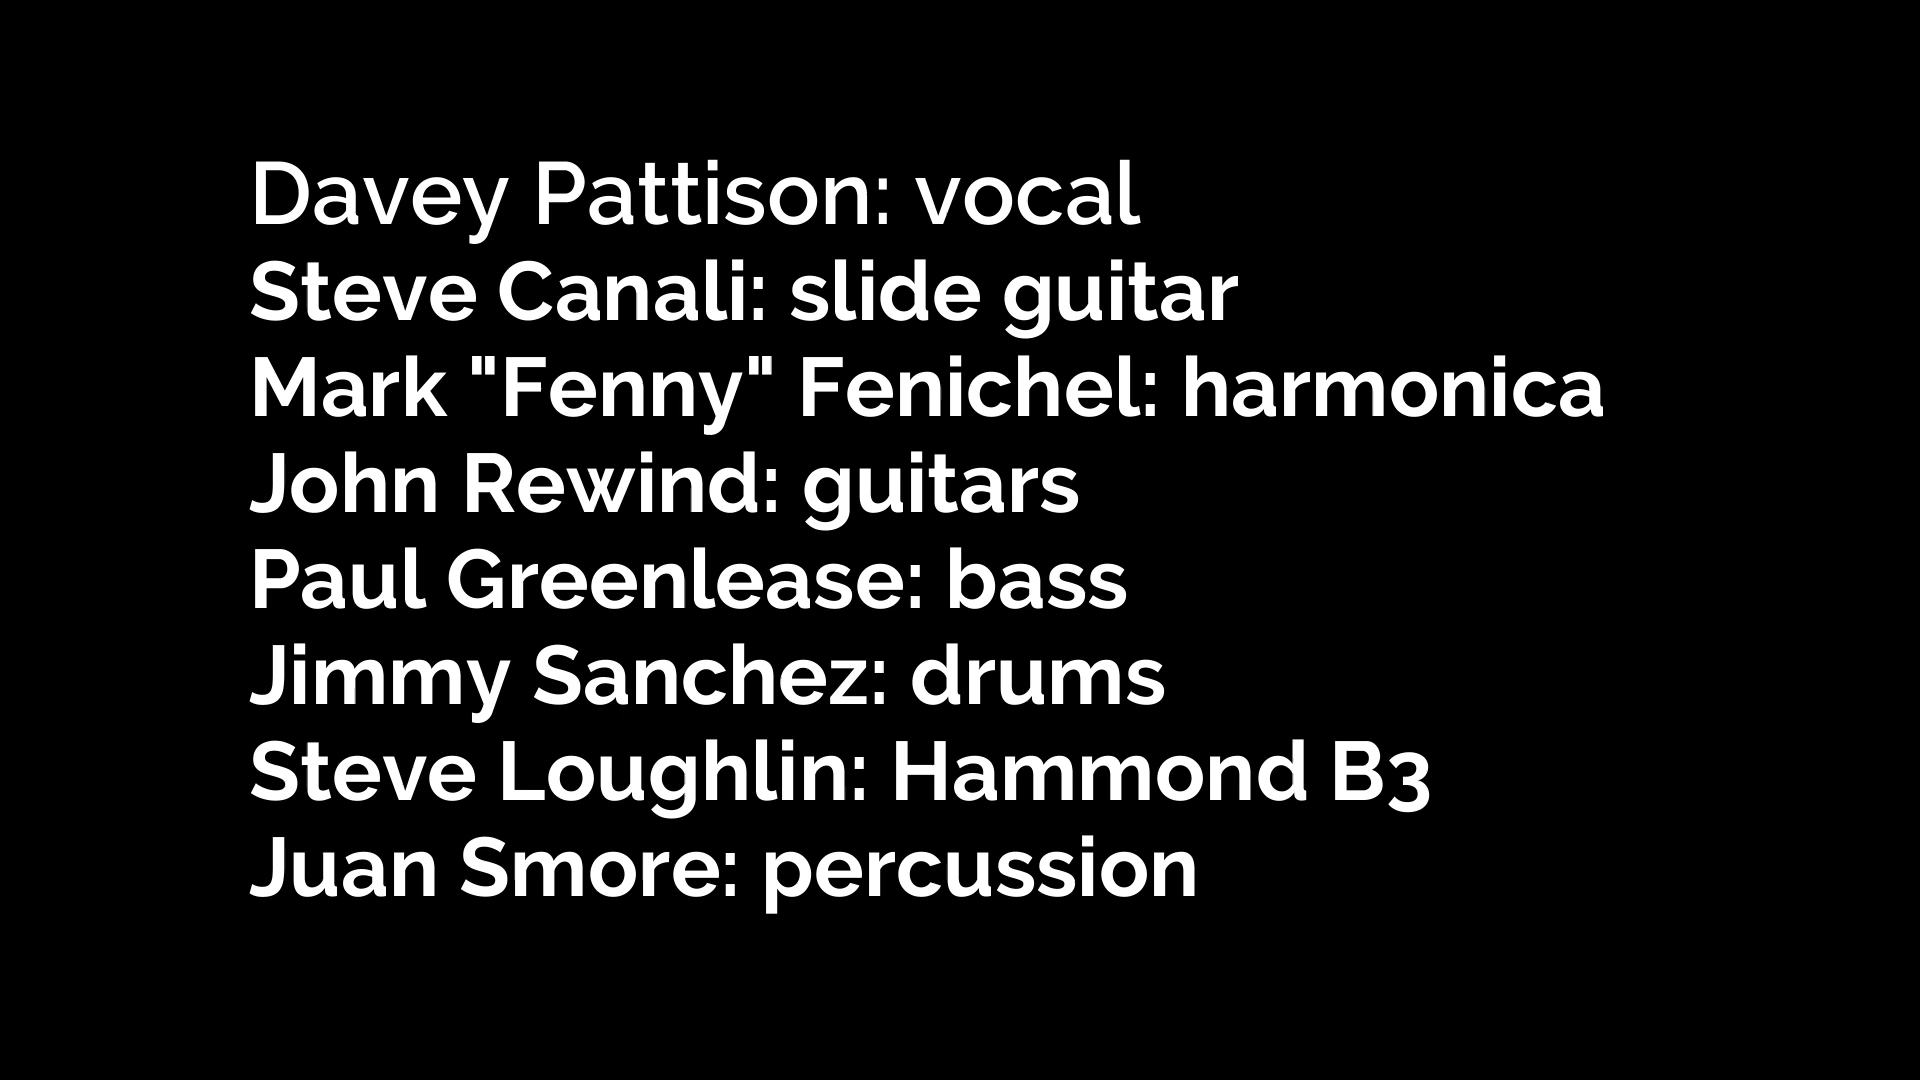 Davey Pattison: vocal
Steve Canali: slide guitar
Mark "Fenny" Fenichel: harmonica
John Rewind: guitars
Paul Greenlease: bass
Jimmy Sanchez: drums
Steve Loughlin: Hammond B3
Juan Smore: percussion